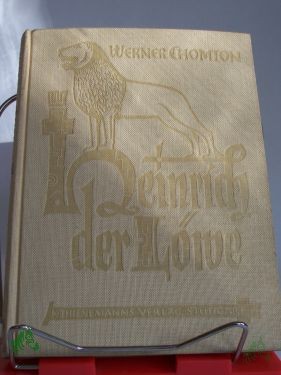 WERNER CHOMTON
Heinrich
der Löwe
K. THIENEMANNS VERLAG STUTTGART